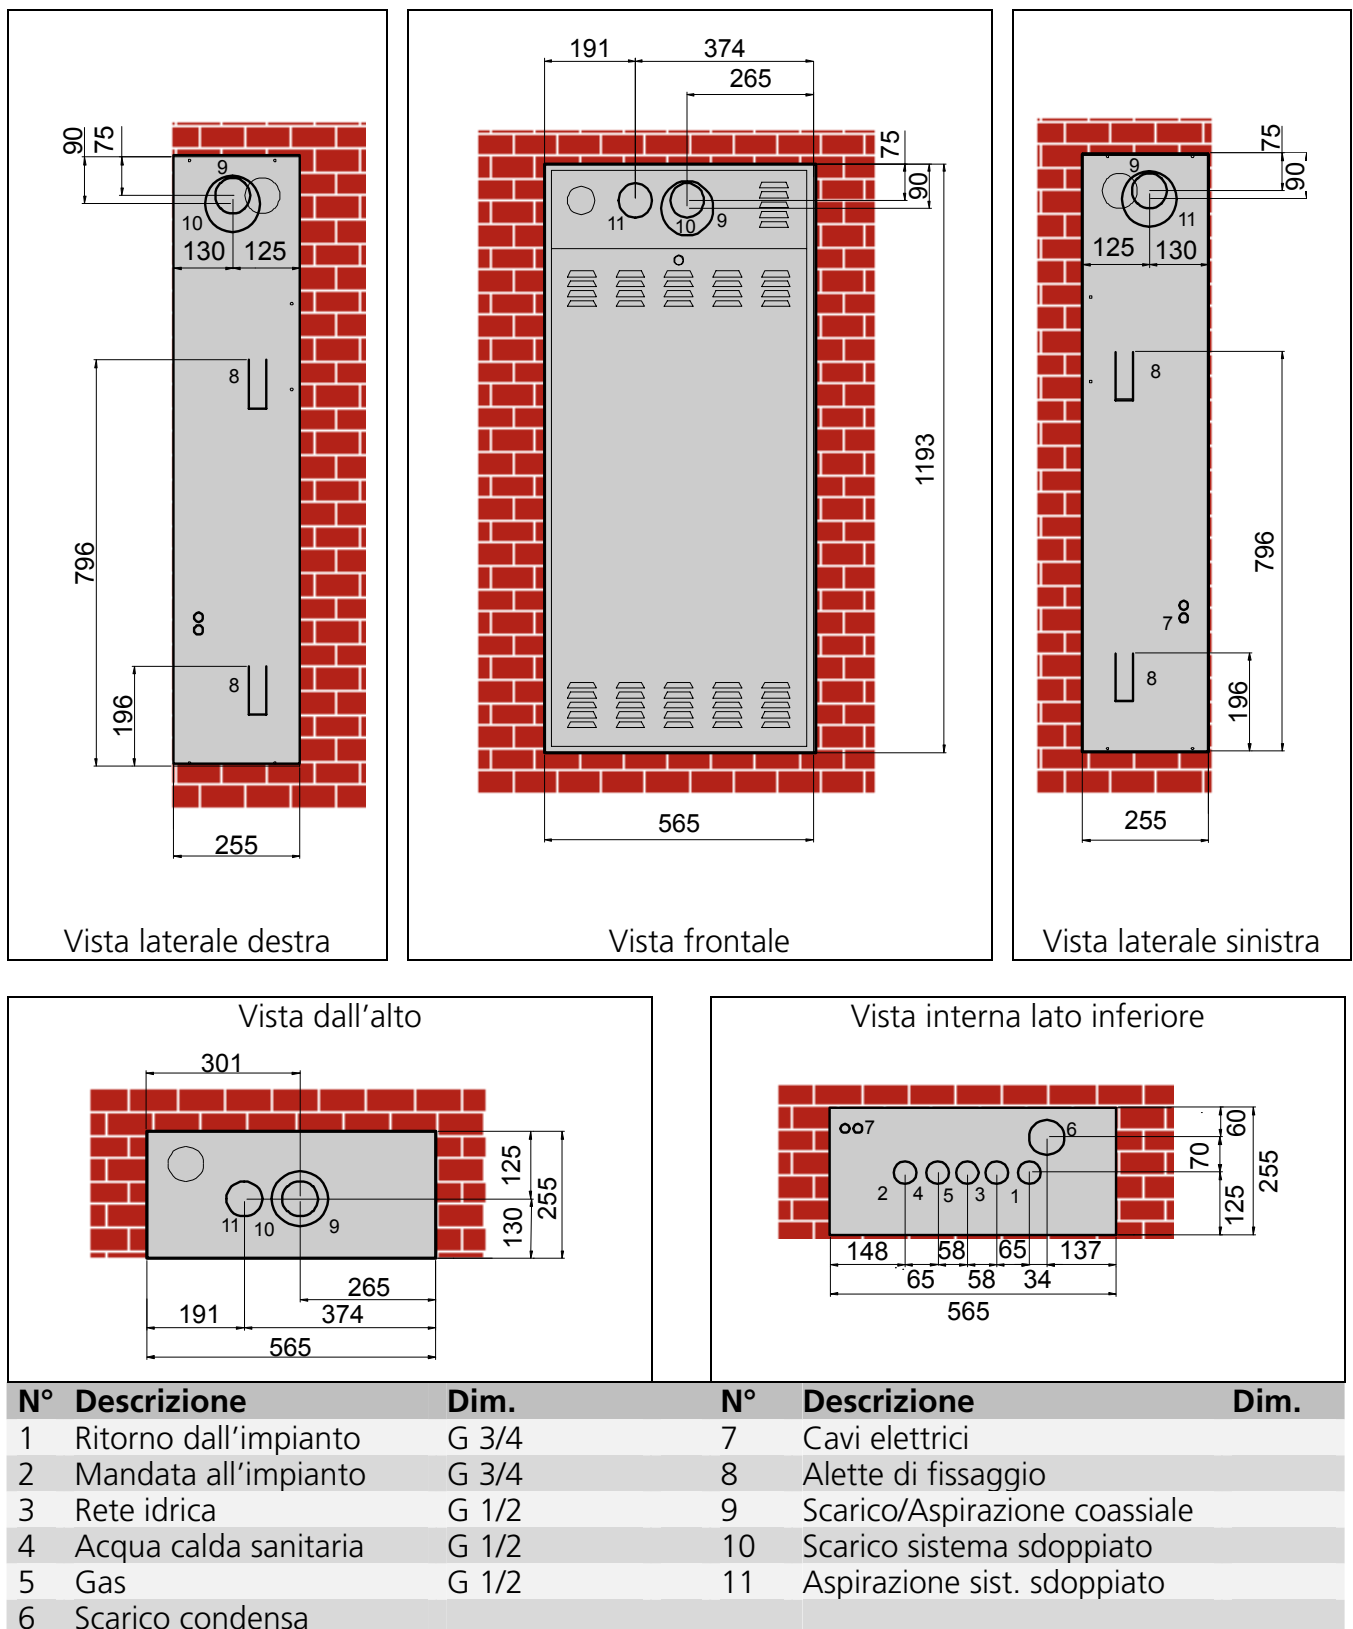 90
75
9
10
130 125
8
796
8
196
255
Vista laterale destra
191 374
265
75
90
11 10 9
1193
565
Vista frontale
75
90
9
11
125 130
8
796
7
8
196
255
Vista laterale sinistra
Vista dall'alto
301
125
255
130
11 10 9
265
191 374
565
Vista interna lato inferiore
7 6
60
70
255
125
2 4 5 3 1
148 58 65 137
65 58 34
565
N° Descrizione Dim. N° Descrizione Dim.
1 Ritorno dall'impianto G 3/4 7 Cavi elettrici
2 Mandata all'impianto G 3/4 8 Alette di fissaggio
3 Rete idrica G 1/2 9 Scarico/Aspirazione coassiale
4 Acqua calda sanitaria G 1/2 10 Scarico sistema sdoppiato
5 Gas G 1/2 11 Aspirazione sist. sdoppiato
6 Scarico condensa